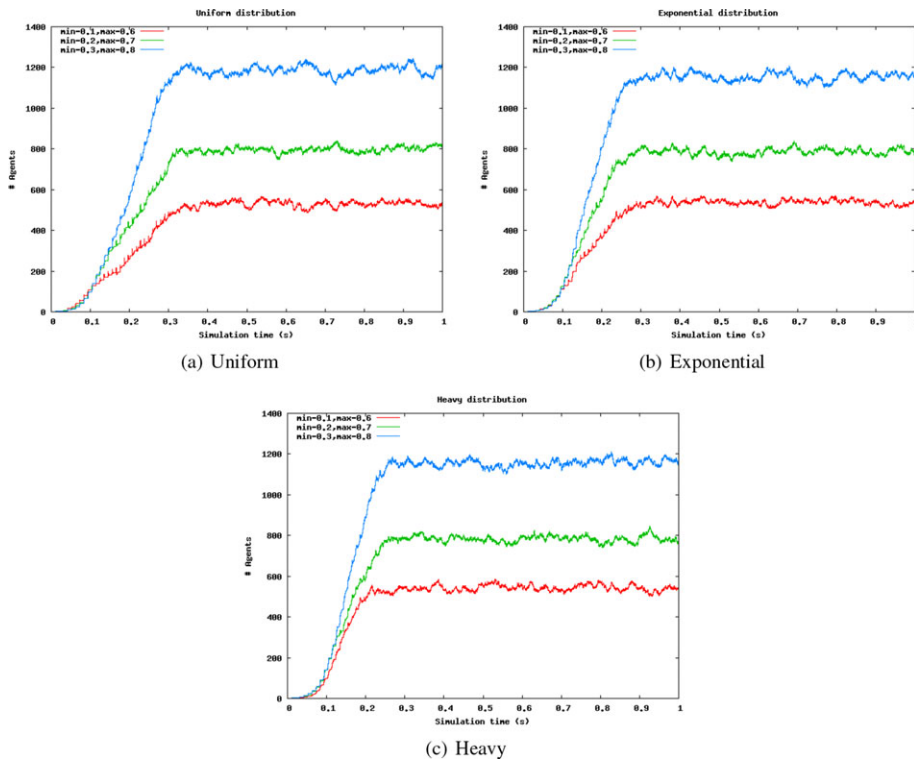 Uniform distribution
1400
1200
1000
800
600
400
200
0
# Agents
min-0.1,max-0.6
min-0.2,max-0.7
min-0.3,max-0.8
0 0.1 0.2 0.3 0.4 0.5 0.6 0.7 0.8 0.9 1
Simulation time (s)
(a) Uniform
Exponential distribution
1400
1200
1000
800
600
400
200
0
# Agents
min-0.1,max-0.6
min-0.2,max-0.7
min-0.3,max-0.8
0 0.1 0.2 0.3 0.4 0.5 0.6 0.7 0.8 0.9
Simulation time (s)
(b) Exponential
Heavy distribution
1400
1200
1000
800
600
400
200
0
# Agents
min-0.1,max-0.6
min-0.2,max-0.7
min-0.3,max-0.8
0 0.1 0.2 0.3 0.4 0.5 0.6 0.7 0.8 0.9 1
Simulation time (s)
(c) Heavy